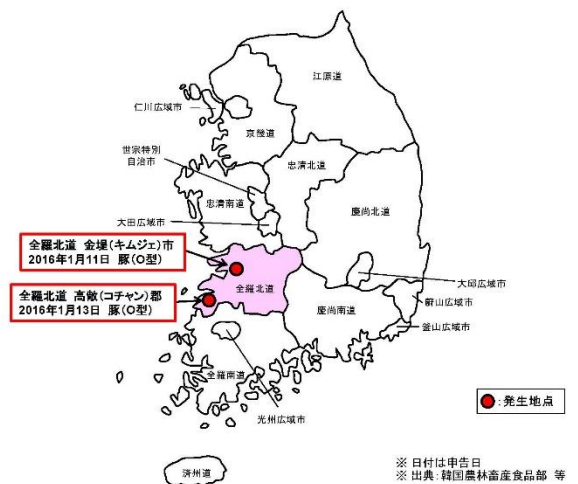 江原道
仁川広域市
京畿道
世宗特別
自治市
忠清北道
忠清南道
慶尚北道
大田広域市
全羅北道 金堤(キムジェ)市
2016年1月11日 豚(O型)
大邱広域市
全羅北道 高敞(コチャン)郡
2016年1月13日 豚(O型)
全羅北道
慶尚南道
蔚山広域市
釜山広域市
全羅南道
光州広域市
:発生地点
済州道
※ 日付は申告日
※ 出典:韓国農林畜産食品部 等